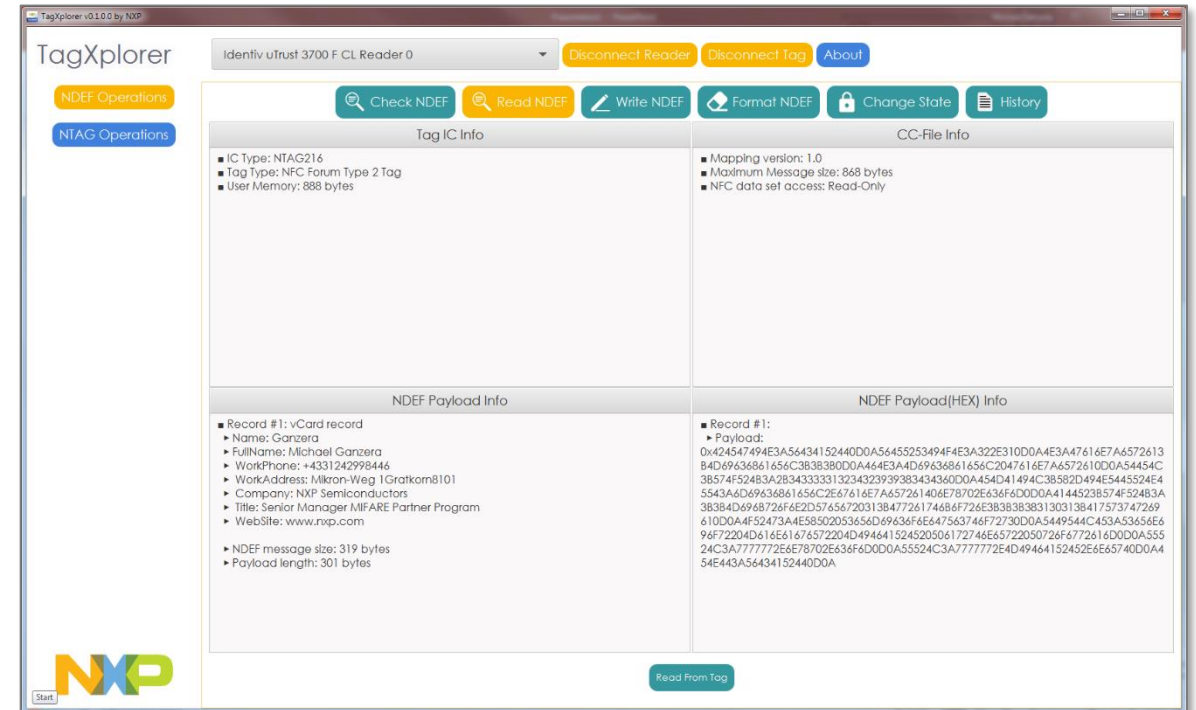 TagXplorer v0.1.0.0 by NXP
TagXplorer
Identiv uTrust 3700 F CL Reader 0
Disconnect Reader
Disconnect Tag
About
NDEF Operations
NTAG Operations
Check NDEF
Read NDEF
Write NDEF
Format NDEF
Change State
History
Tag IC Info
■ IC Type: NTAG216
■ Tag Type: NFC Forum Type 2 Tag
■ User Memory: 888 bytes
CC-File Info
■ Mapping version: 1.0
■ Maximum Message size: 868 bytes
■ NFC data set access: Read-Only
NDEF Payload Info
■ Record #1: vCard record
▸ Name: Ganzera
▸ FullName: Michael Ganzera
▸ WorkPhone: +4331242998446
▸ WorkAddress: Mikron-Weg 1Gratkorn8101
▸ Company: NXP Semiconductors
▸ Title: Senior Manager MIFARE Partner Program
▸ WebSite: www.nxp.com
▸ NDEF message size: 319 bytes
▸ Payload length: 301 bytes
NDEF Payload(HEX) Info
■ Record #1:
▸ Payload:
0x424547494E3A56434152440D0A56455253494F4E3A322E310D0A4E3A47616E7A6572613
B4D69636861656C3B3B3B0D0A464E3A4D69636861656C2047616E7A6572610D0A54454C
3B574F524B3A2B343333313234323939383434360D0A454D41494C3B582D494E5445524E4
5543A6D69636861656C2E67616E7A657261406E78702E636F6D0D0A4144523B574F524B3A
3B3B4D696B726F6E2D57656720313B477261746B6F726E3B3B383130313B41757374726961
610D0A4F52473A4E58502053656D69636F6E647563746F72730D0A5449544C453A53656E6
96F72204D616E61676572204D494641524520506172746E65722050726F6772616D0D0A555
24C3A7777772E6E78702E636F6D0D0A55524C3A7777772E4D49464152452E6E65740D0A4
54E443A56434152440D0A
Read From Tag
NXP
Start